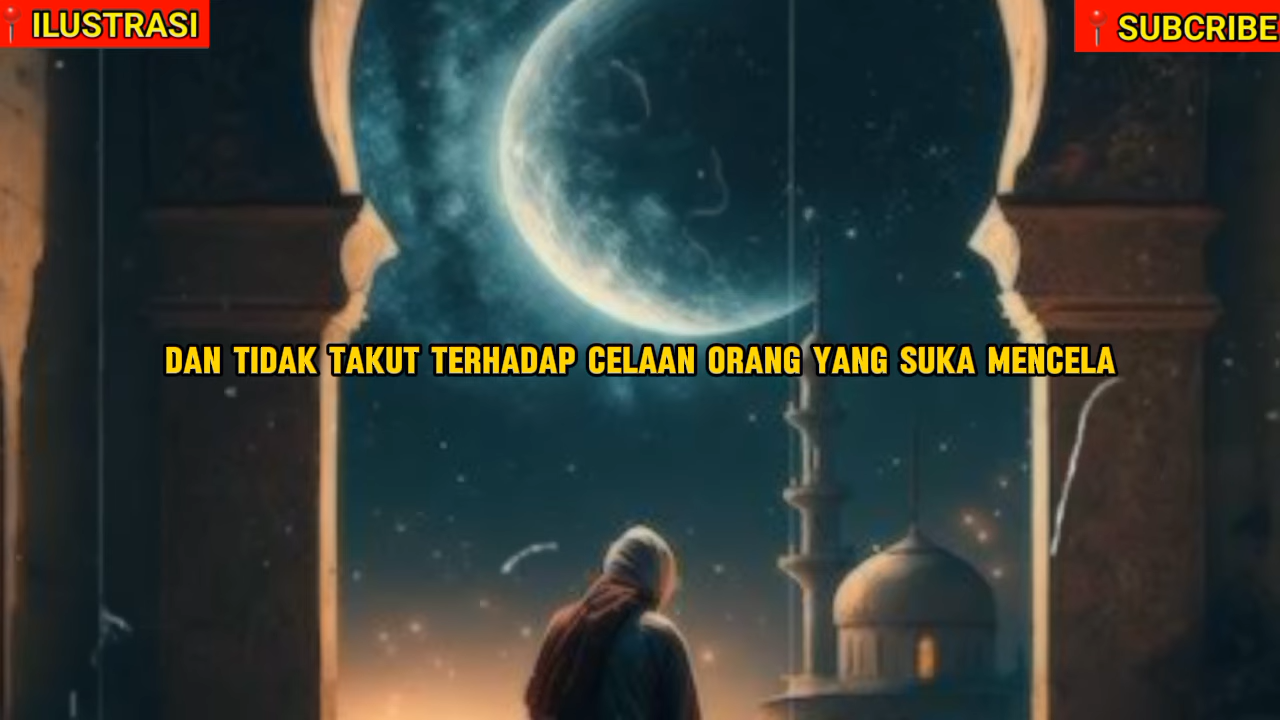 ILUSTRASI
SUBCRIBE
DAN TIDAK TAKUT TERHADAP CELAAN ORANG YANG SUKA MENCELA